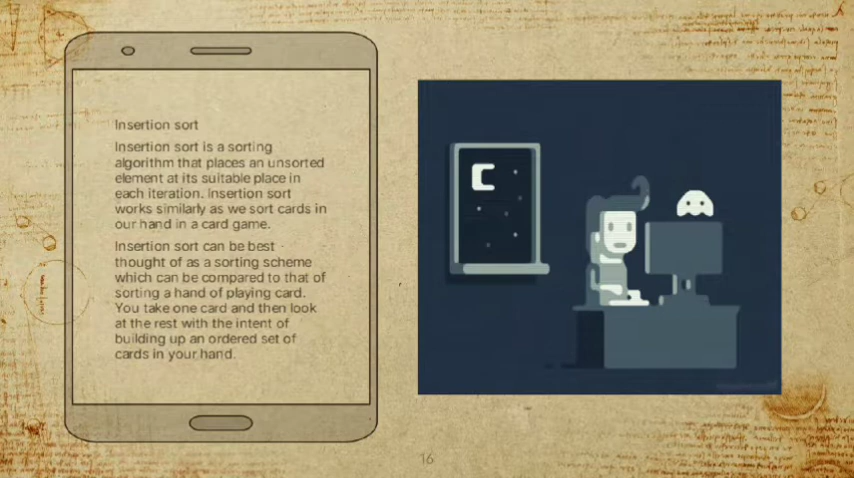 Insertion sort
Insertion sort is a sorting
algorithm that places an unsorted
element at its suitable place in
each iteration. Insertion sort
works similarly as we sort cards in
our hand in a card game.
Insertion sort can be best
thought of as a sorting scheme
which can be compared to that of
sorting a hand of playing card.
You take one card and then look
at the rest with the intent of
building up an ordered set of
cards in your hand.
16